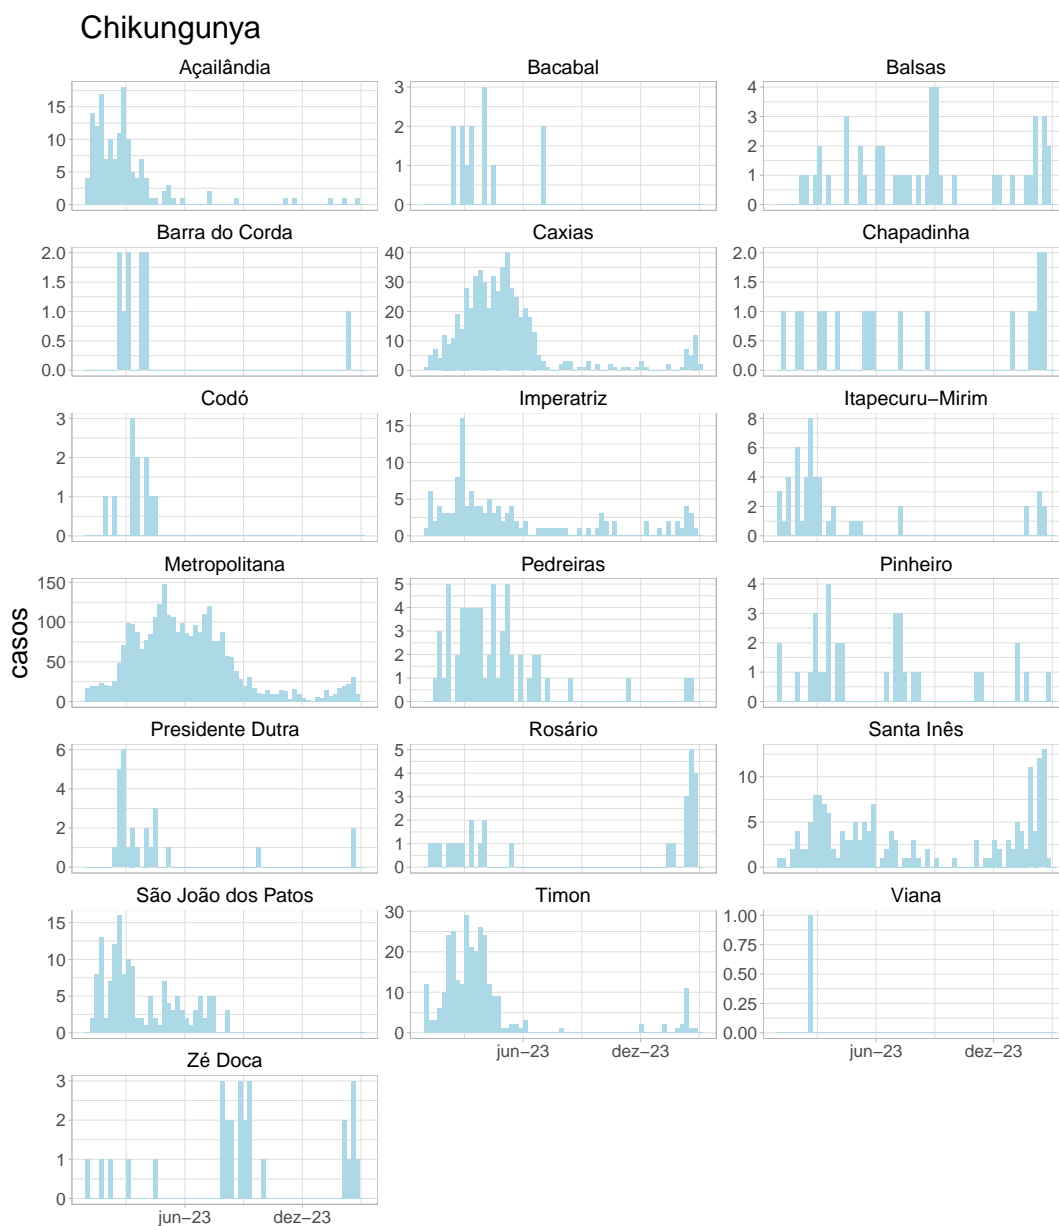 Chikungunya
Açailândia Bacabal Balsas
15 10 5 0
3 2 1 0
4 3 2 1 0
Barra do Corda Caxias Chapadinha
2.0 1.5 1.0 0.5 0.0
40 30 20 10 0
2.0 1.5 1.0 0.5 0.0
Codó Imperatriz Itapecuru−Mirim
3 2 1 0
15 10 5 0
8 6 4 2 0
Metropolitana Pedreiras Pinheiro
150 100 50 0
5 4 3 2 1 0
4 3 2 1 0
casos
Presidente Dutra Rosário Santa Inês
6 4 2 0
5 4 3 2 1 0
10 5 0
São João dos Patos Timon Viana
15 10 5 0
30 20 10 0
1.00 0.75 0.50 0.25 0.00
jun−23 dez−23 jun−23 dez−23
Zé Doca
3 2 1 0
jun−23 dez−23